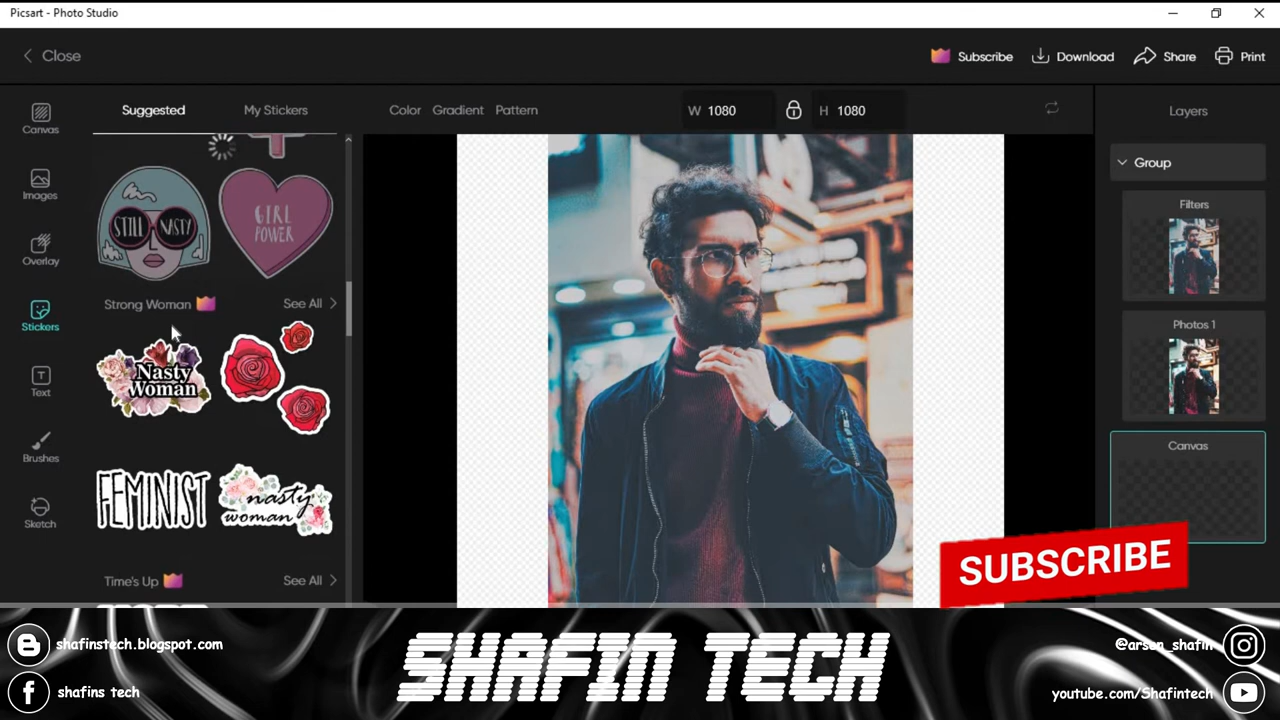 Picsart - Photo Studio
Close
Subscribe
Download
Share
Print
Canvas
Images
Overlay
Stickers
Text
Brushes
Sketch
Suggested
My Stickers
STILL NASTY
GIRL
POWER
Strong Woman
See All
Nasty
Woman
FEMINIST
nasty
woman
Time's Up
See All
Color
Gradient
Pattern
W 1080
H 1080
Layers
Group
Filters
Photos 1
Canvas
SUBSCRIBE
shafinstech.blogspot.com
shafins tech
SHAFIN TECH
@arsen_shafin
youtube.com/Shafintech